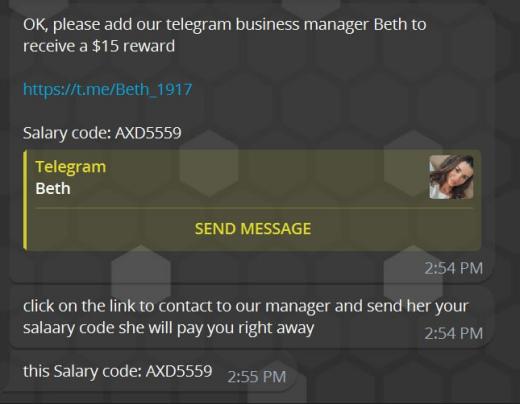 OK, please add our telegram business manager Beth to
receive a $15 reward
https://t.me/Beth_1917
Salary code: AXD5559
Telegram
Beth
SEND MESSAGE
2:54 PM
click on the link to contact to our manager and send her your
salaary code she will pay you right away
2:54 PM
this Salary code: AXD5559 2:55 PM